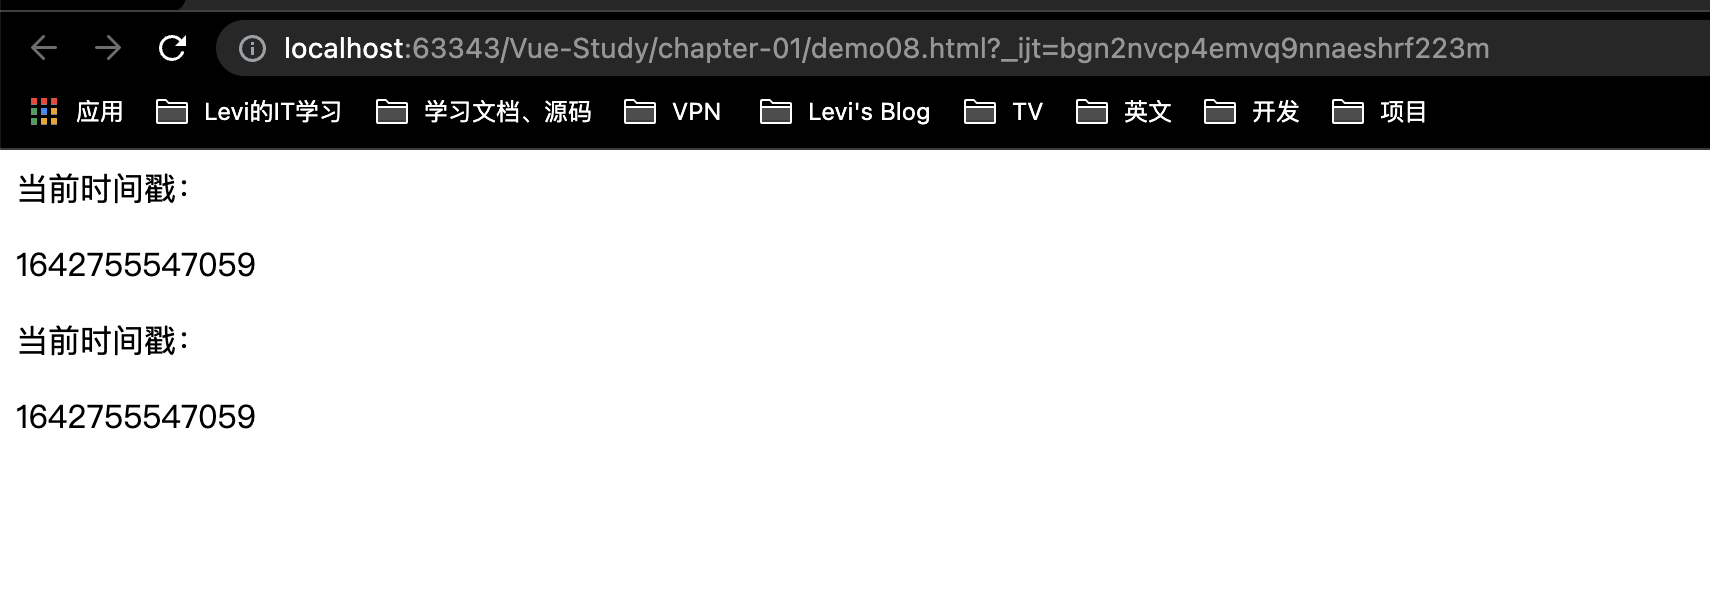 localhost:63343/Vue-Study/chapter-01/demo08.html?_ijt=bgn2nvcp4emvq9nnaeshrf223m
应用 Levi的IT学习 学习文档、源码 VPN Levi's Blog TV 英文 开发 项目
当前时间戳：
1642755547059
当前时间戳：
1642755547059